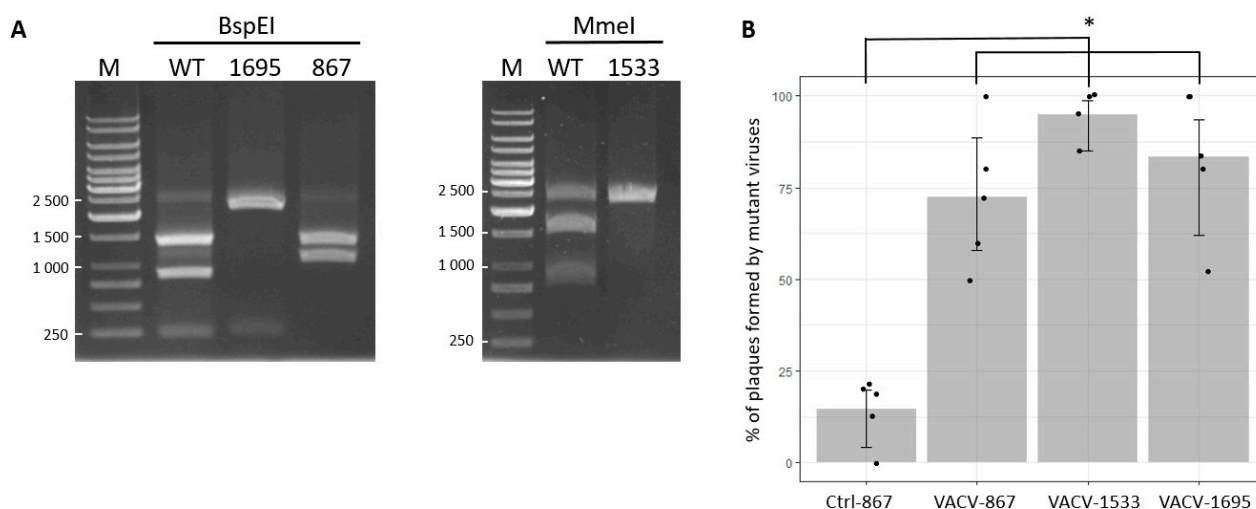 A
BspEI
M WT 1695 867
2 500
1 500
1 000
250
MmeI
M WT 1533
2 500
1 500
1 000
250
B
*
% of plaques formed by mutant viruses
100
75
50
25
0
Ctrl-867 VACV-867 VACV-1533 VACV-1695